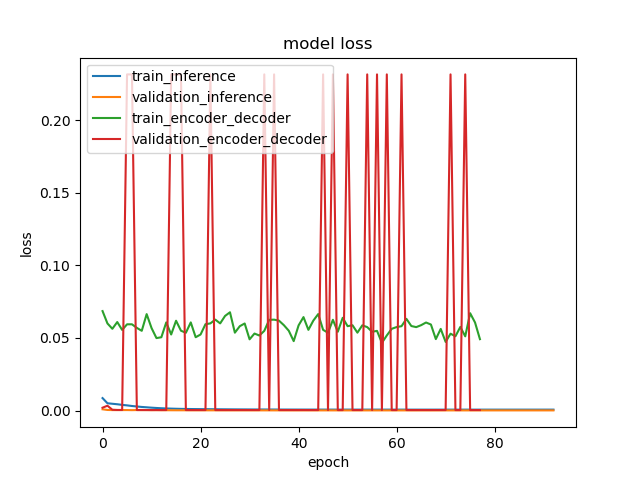 model loss
train_inference
validation_inference
train_encoder_decoder
validation_encoder_decoder
0.20
0.15
0.10
0.05
0.00
loss
0 20 40 60 80
epoch